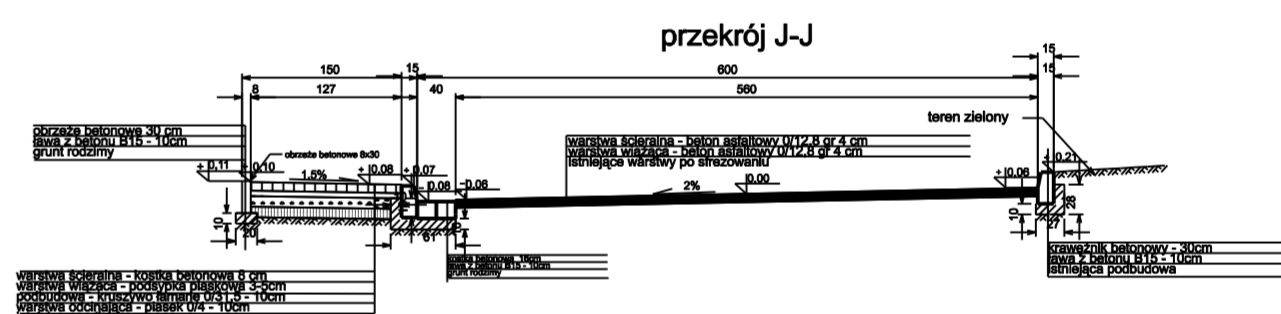 przekrój J-J
15
150 15 600 15
8 127 40 560
teren zielony
obrzeże betonowe 30 cm
ława z betonu B15 - 10cm
grunt rodzimy
obrzeże betonowe 8x30
warstwa ścieralna - beton asfaltowy 0/12,8 gr 4 cm
warstwa wiążąca - beton asfaltowy 0/12,8 gr 4 cm
istniejące warstwy po sfrezowaniu
+ 0,11 + 0,10 + 0,08 + 0,07 + 0,21
1.5% -0,08 -0,06 2% 0,00 + 0,06
10 20 61 10 10 27 28
kostka betonowa 16cm
ława z betonu B15 - 10cm
grunt rodzimy
krawężnik betonowy - 30cm
ława z betonu B15 - 10cm
istniejąca podbudowa
warstwa ścieralna - kostka betonowa 8 cm
warstwa wiążąca - podsypka piaskowa 3-5cm
podbudowa - kruszywo łamane 0/31,5 - 10cm
warstwa odcinająca - piasek 0/4 - 10cm